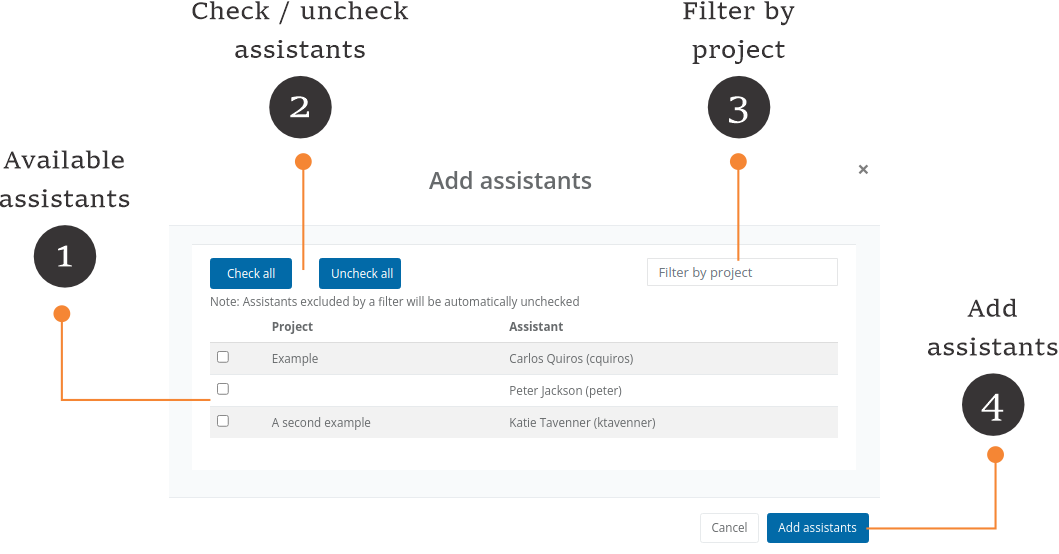 Check / uncheck
assistants
2
Filter by
project
3
Available
assistants
1
Add assistants
×
Check all
Uncheck all
Filter by project
Note: Assistants excluded by a filter will be automatically unchecked
Project Assistant
Example Carlos Quiros (cquiros)
Peter Jackson (peter)
A second example Katie Tavenner (ktavenner)
Add
assistants
4
Cancel
Add assistants